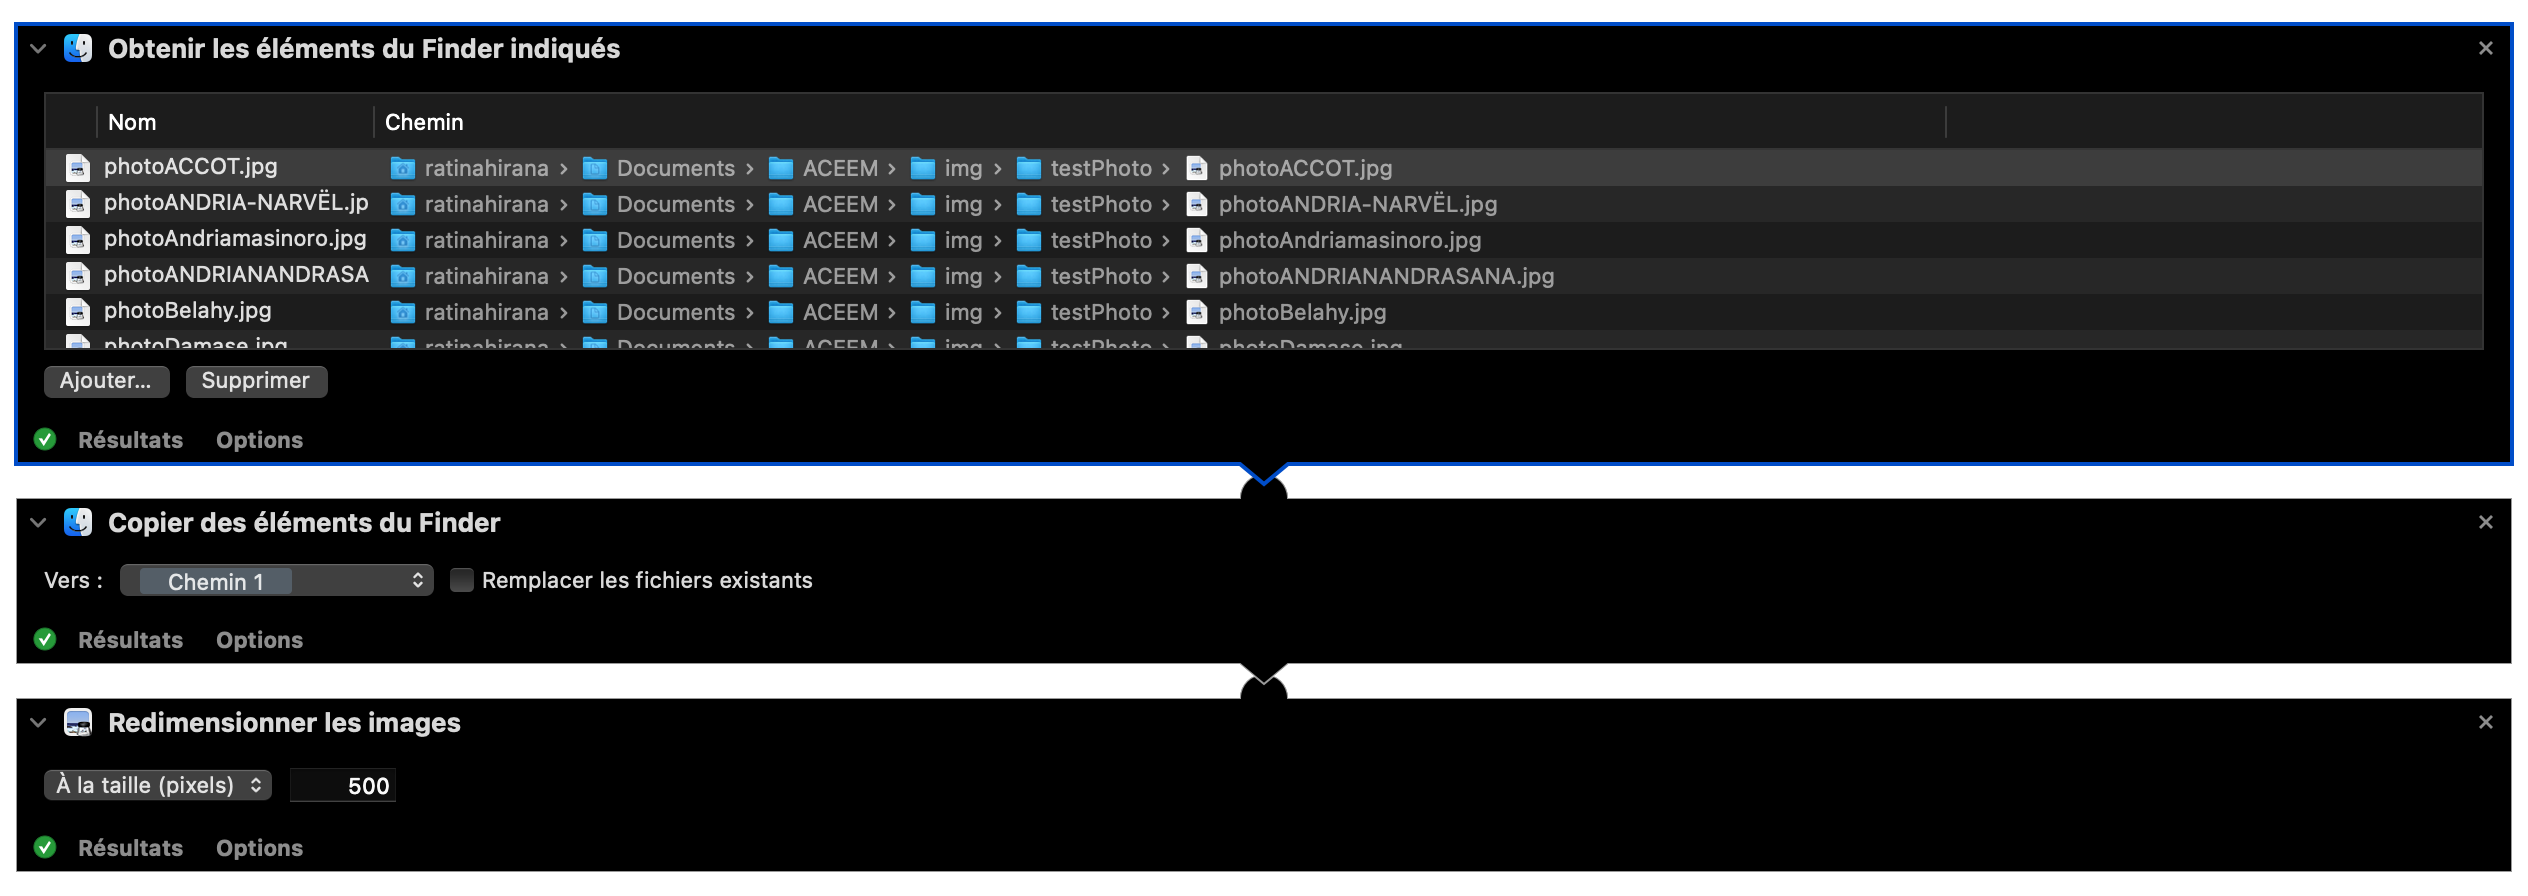 Obtenir les éléments du Finder indiqués
Nom Chemin
photoACCOT.jpg ratinahirana › Documents › ACEEM › img › testPhoto › photoACCOT.jpg
photoANDRIA-NARVËL.jp ratinahirana › Documents › ACEEM › img › testPhoto › photoANDRIA-NARVËL.jpg
photoAndriamasinoro.jpg ratinahirana › Documents › ACEEM › img › testPhoto › photoAndriamasinoro.jpg
photoANDRIANANDRASA ratinahirana › Documents › ACEEM › img › testPhoto › photoANDRIANANDRASANA.jpg
photoBelahy.jpg ratinahirana › Documents › ACEEM › img › testPhoto › photoBelahy.jpg
photoDamase.jpg ratinahirana › Documents › ACEEM › img › testPhoto › photoDamase.jpg
Ajouter... Supprimer
Résultats Options
Copier des éléments du Finder
Vers : Chemin 1 Remplacer les fichiers existants
Résultats Options
Redimensionner les images
À la taille (pixels) 500
Résultats Options